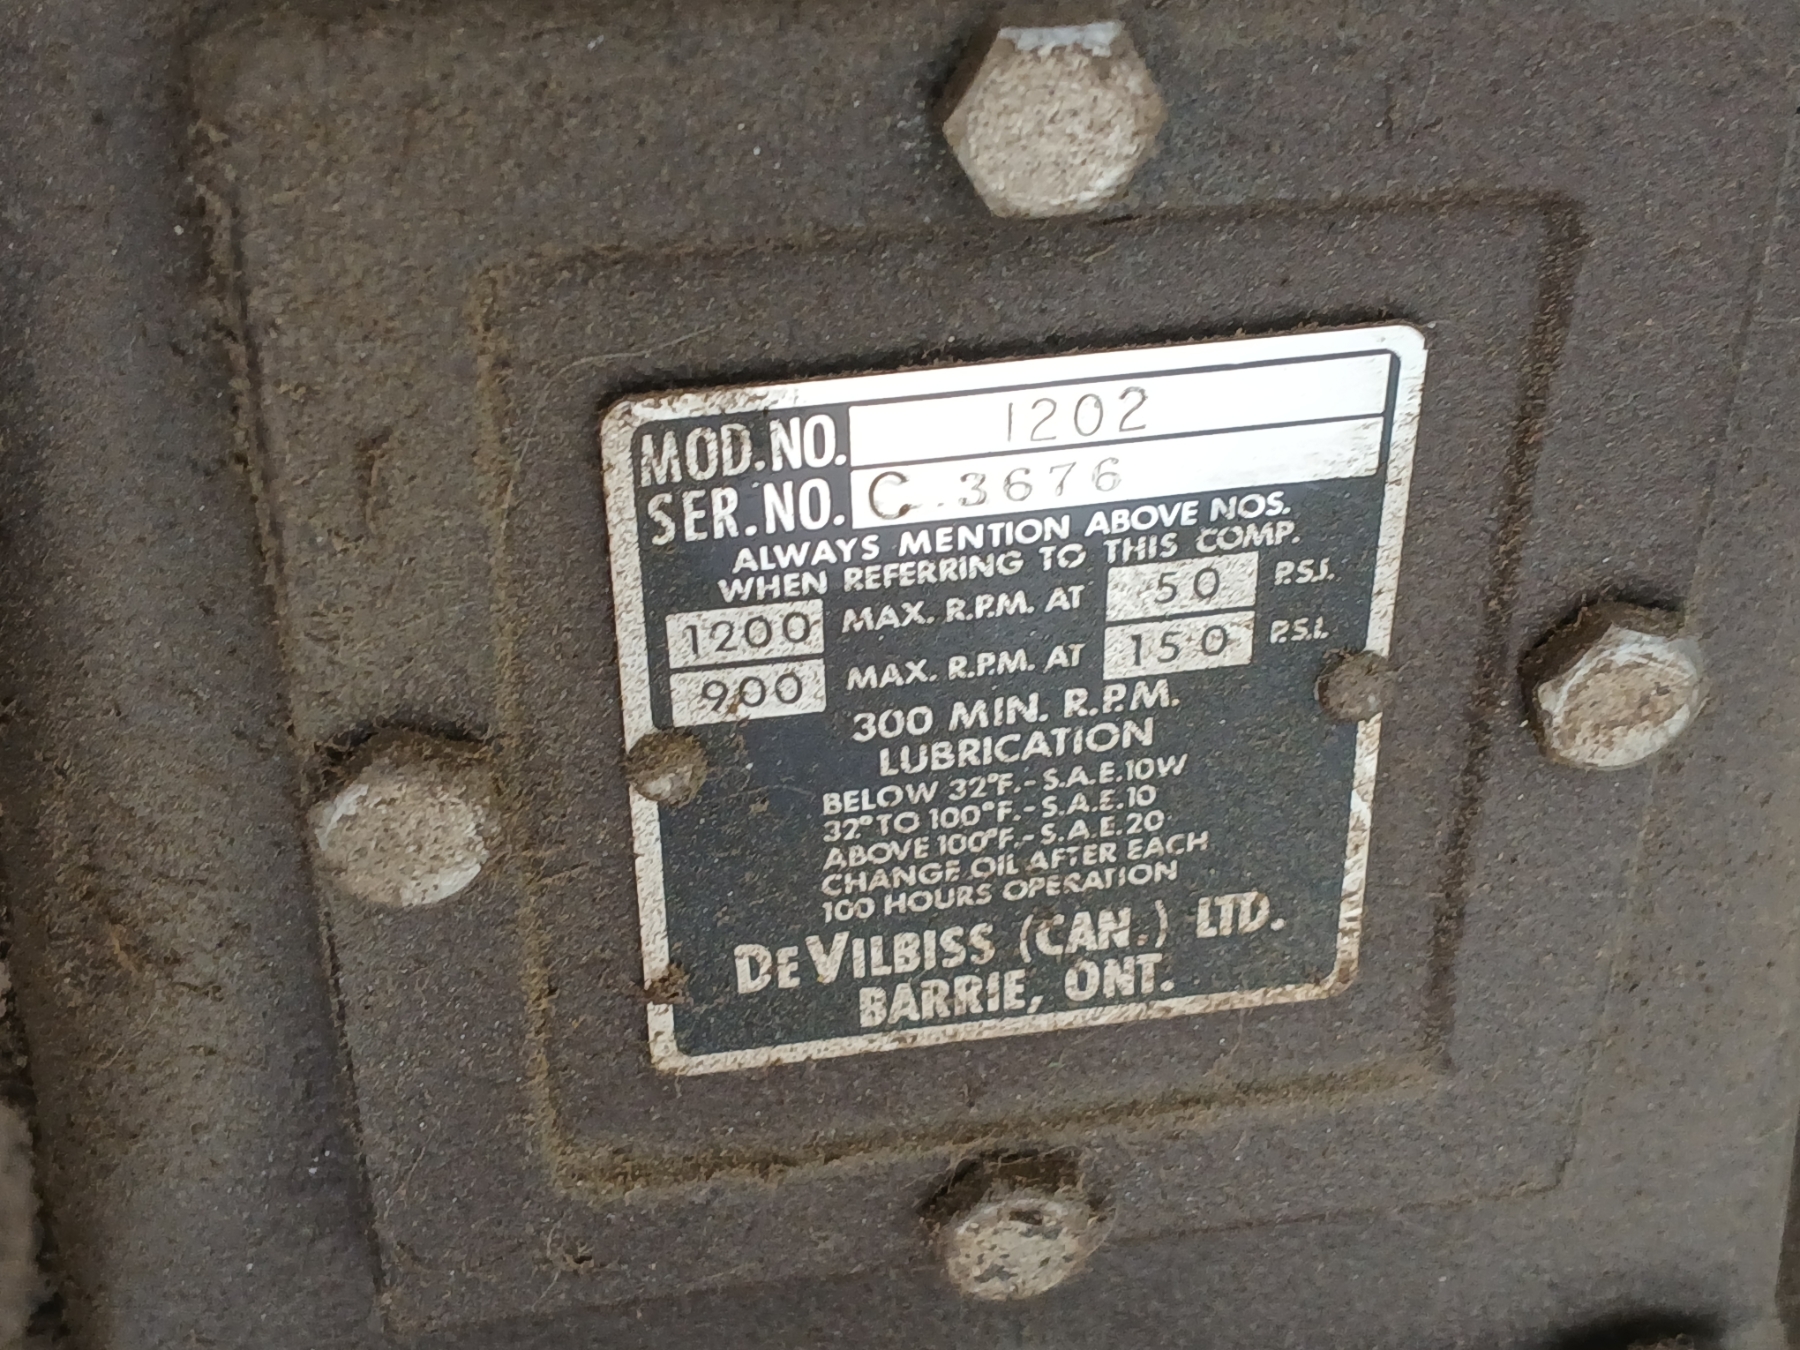 MOD. NO. 1202
SER. NO. C 3676
ALWAYS MENTION ABOVE NOS.
WHEN REFERRING TO THIS COMP.
1200 MAX. R.P.M. AT 50 P.S.I.
900 MAX. R.P.M. AT 150 P.S.I.
300 MIN. R.P.M.
LUBRICATION
BELOW 32°F.-S.A.E.10W
32° TO 100°F.-S.A.E.10
ABOVE 100°F.-S.A.E.20
CHANGE OIL AFTER EACH
100 HOURS OPERATION
DEVILBISS (CAN.) LTD.
BARRIE, ONT.